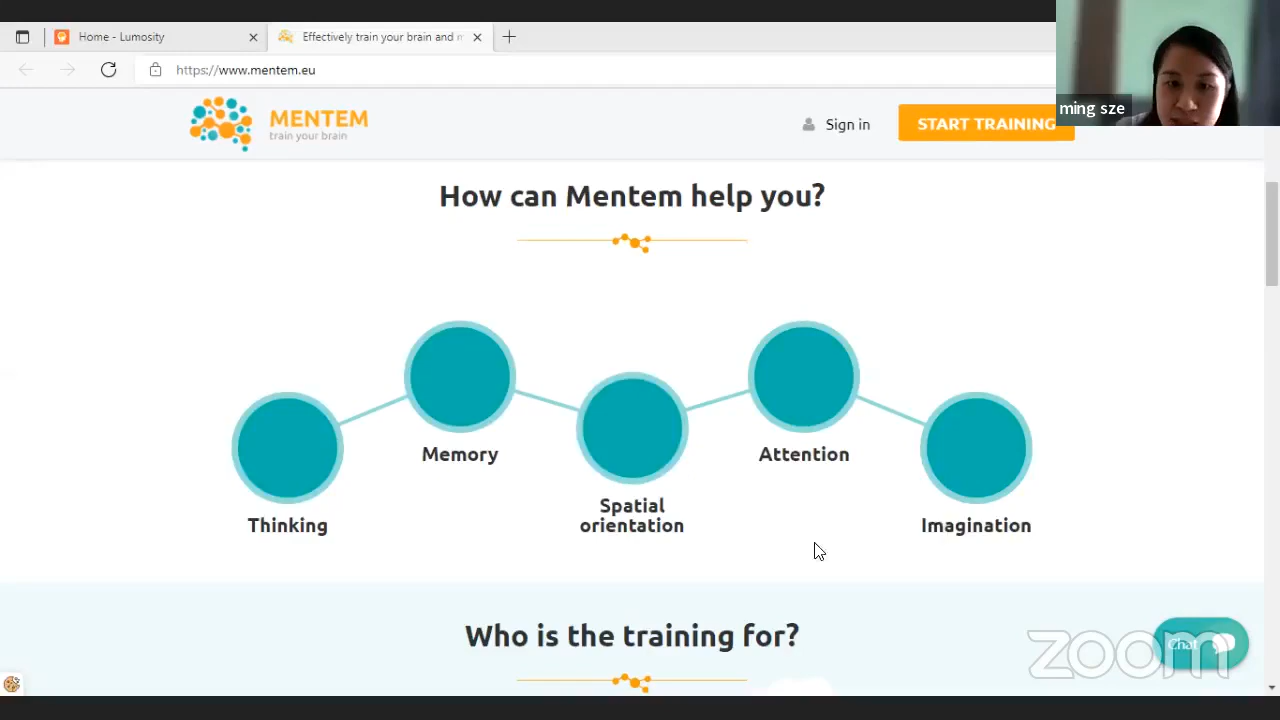 Home - Lumosity
Effectively train your brain and m
https://www.mentem.eu
ming sze
MENTEM
train your brain
Sign in
START TRAINING
How can Mentem help you?
Thinking
Memory
Spatial
orientation
Attention
Imagination
Who is the training for?
Chat
zoom